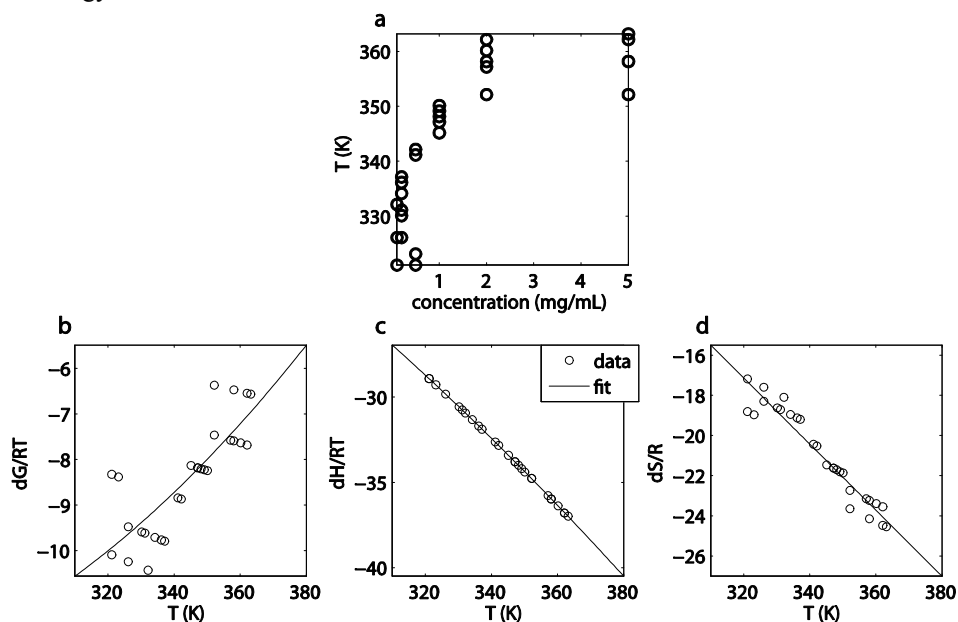 a
360
350
340
330
T (K)
1 2 3 4 5
concentration (mg/mL)
b
−6
−7
−8
−9
−10
dG/RT
320 340 360 380
T (K)
c
data
fit
−30
−35
−40
dH/RT
320 340 360 380
T (K)
d
−16
−18
−20
−22
−24
−26
dS/R
320 340 360 380
T (K)